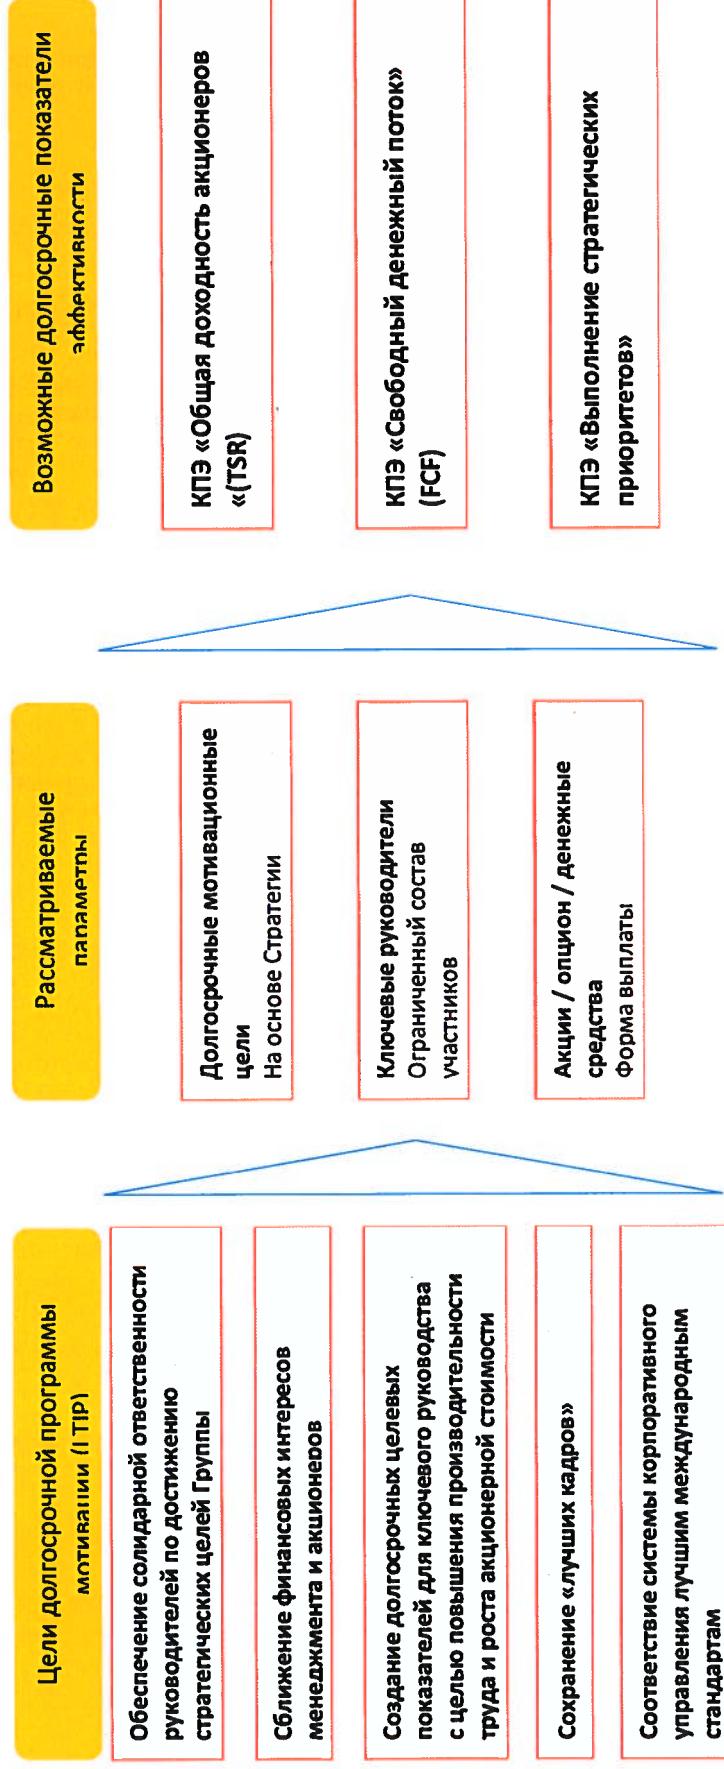 Цели долгосрочной программы
мотивации (LTIP)
Обеспечение солидарной ответственности
руководителей по достижению
стратегических целей Группы
Сближение финансовых интересов
менеджмента и акционеров
Создание долгосрочных целевых
показателей для ключевого руководства
с целью повышения производительности
труда и роста акционерной стоимости
Сохранение «лучших кадров»
Соответствие системы корпоративного
управления лучшим международным
стандартам
Рассматриваемые
параметры
Долгосрочные мотивационные
цели
На основе Стратегии
Ключевые руководители
Ограниченный состав
участников
Акции / опцион / денежные
средства
Форма выплаты
Возможные долгосрочные показатели
эффективности
КПЭ «Общая доходность акционеров
«(TSR)
КПЭ «Свободный денежный поток»
(FCF)
КПЭ «Выполнение стратегических
приоритетов»